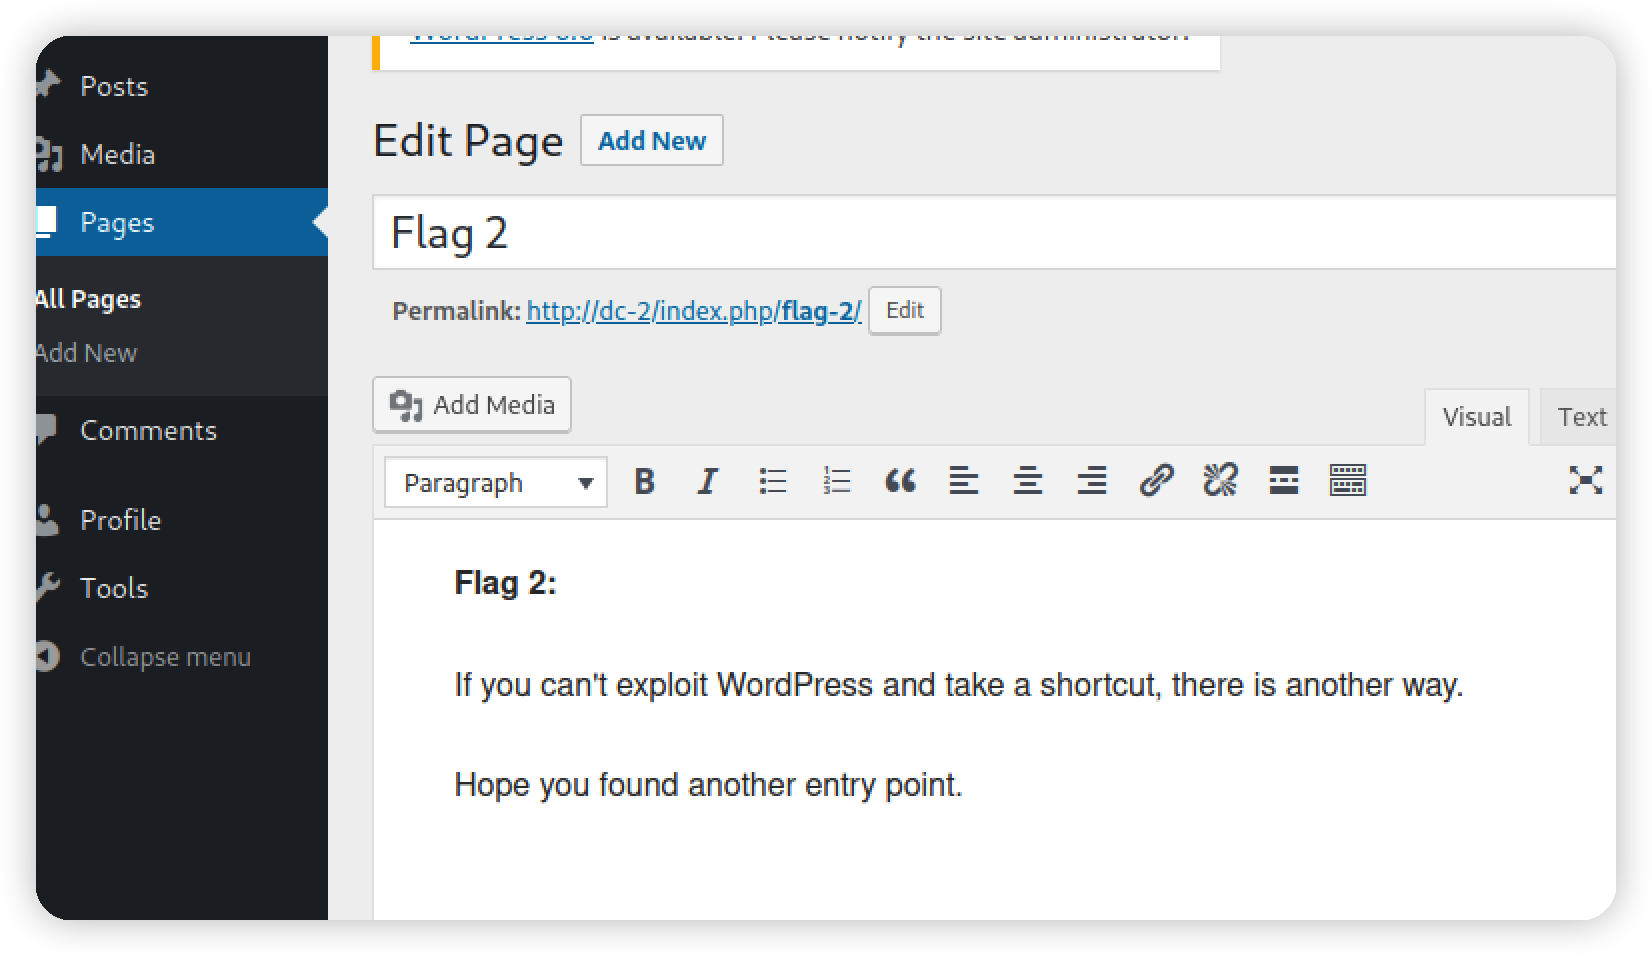 WordPress 6.0 is available! Please notify the site administrator.
Posts
Media
Pages
All Pages
Add New
Comments
Profile
Tools
Collapse menu
Edit Page Add New
Flag 2
Permalink: http://dc-2/index.php/flag-2/ Edit
Add Media
Visual Text
Paragraph
Flag 2:
If you can't exploit WordPress and take a shortcut, there is another way.
Hope you found another entry point.